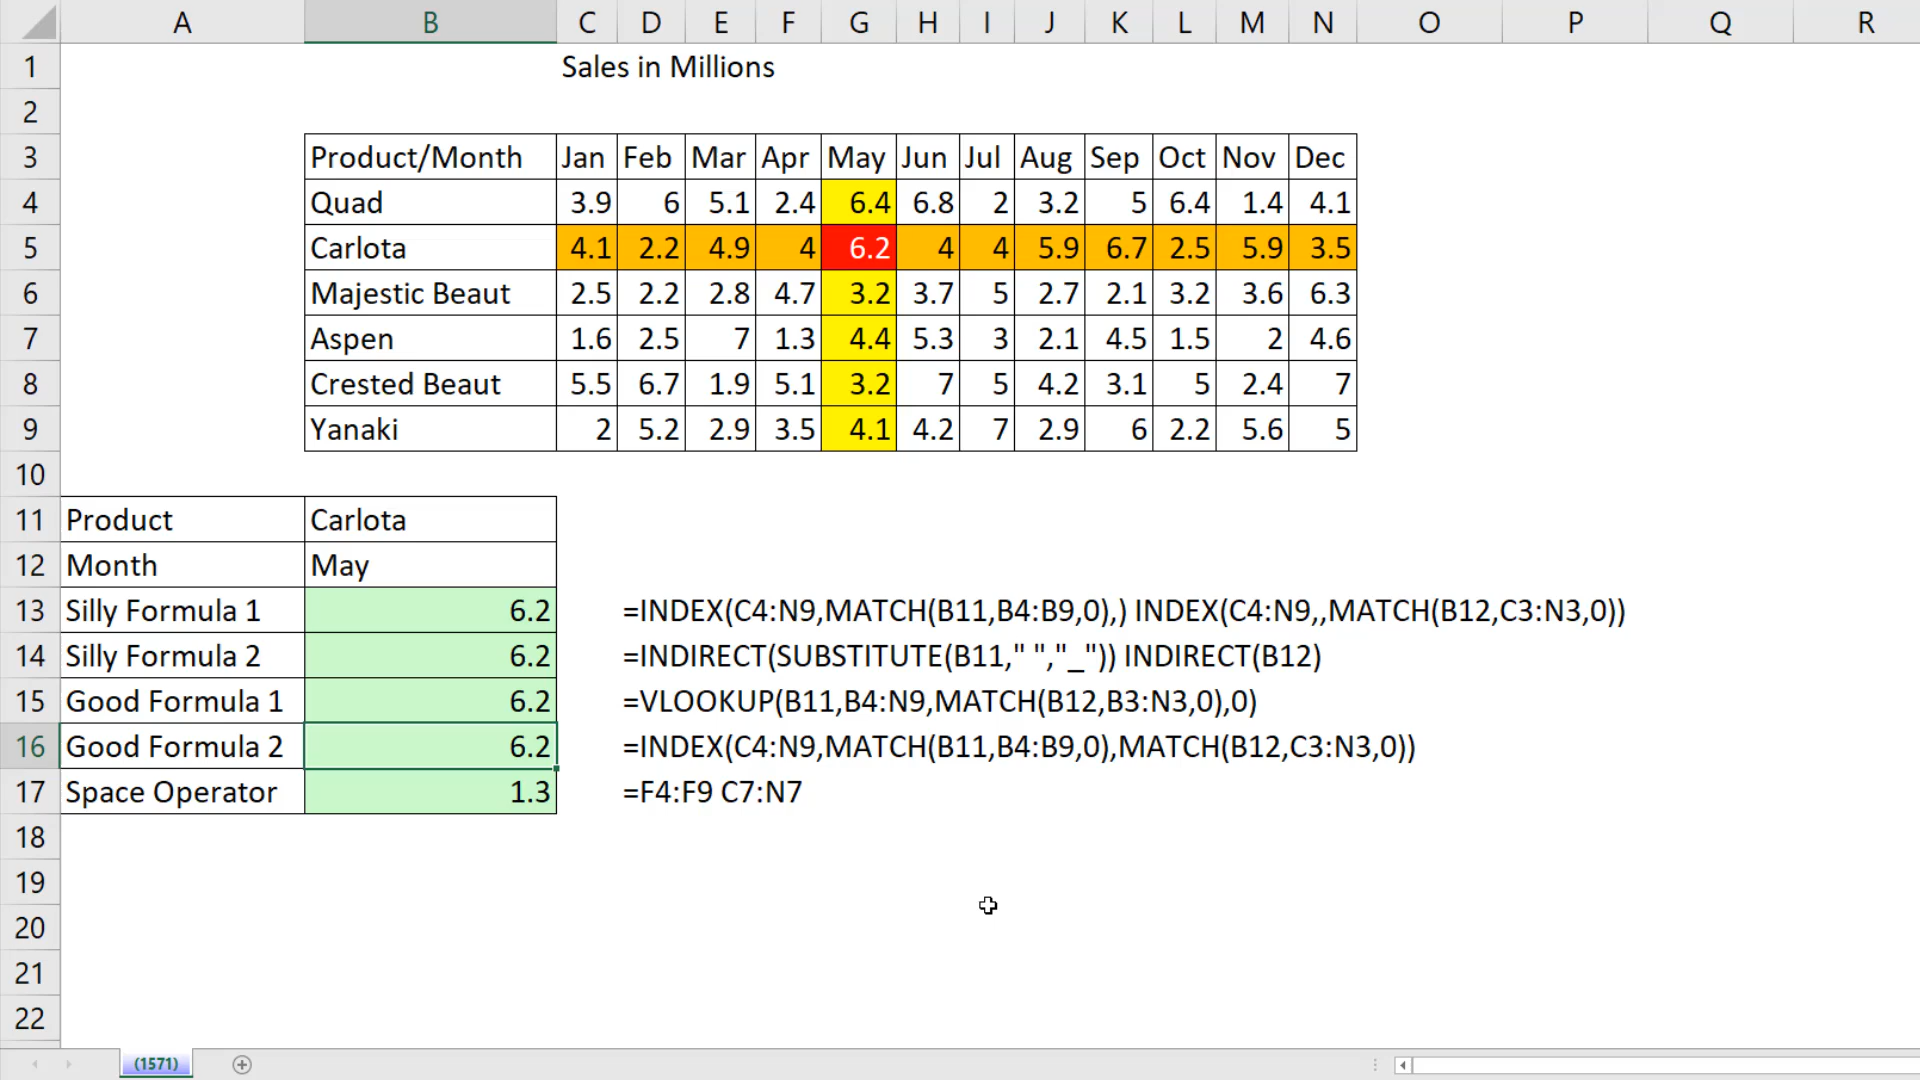 A B C D E F G H I J K L M N O P Q R
1 Sales in Millions
2
3 Product/Month Jan Feb Mar Apr May Jun Jul Aug Sep Oct Nov Dec
4 Quad 3.9 6 5.1 2.4 6.4 6.8 2 3.2 5 6.4 1.4 4.1
5 Carlota 4.1 2.2 4.9 4 6.2 4 4 5.9 6.7 2.5 5.9 3.5
6 Majestic Beaut 2.5 2.2 2.8 4.7 3.2 3.7 5 2.7 2.1 3.2 3.6 6.3
7 Aspen 1.6 2.5 7 1.3 4.4 5.3 3 2.1 4.5 1.5 2 4.6
8 Crested Beaut 5.5 6.7 1.9 5.1 3.2 7 5 4.2 3.1 5 2.4 7
9 Yanaki 2 5.2 2.9 3.5 4.1 4.2 7 2.9 6 2.2 5.6 5
10
11 Product Carlota
12 Month May
13 Silly Formula 1 6.2 =INDEX(C4:N9,MATCH(B11,B4:B9,0),) INDEX(C4:N9,,MATCH(B12,C3:N3,0))
14 Silly Formula 2 6.2 =INDIRECT(SUBSTITUTE(B11," ","_")) INDIRECT(B12)
15 Good Formula 1 6.2 =VLOOKUP(B11,B4:N9,MATCH(B12,B3:N3,0),0)
16 Good Formula 2 6.2 =INDEX(C4:N9,MATCH(B11,B4:B9,0),MATCH(B12,C3:N3,0))
17 Space Operator 1.3 =F4:F9 C7:N7
18
19
20
21
22
(1571)